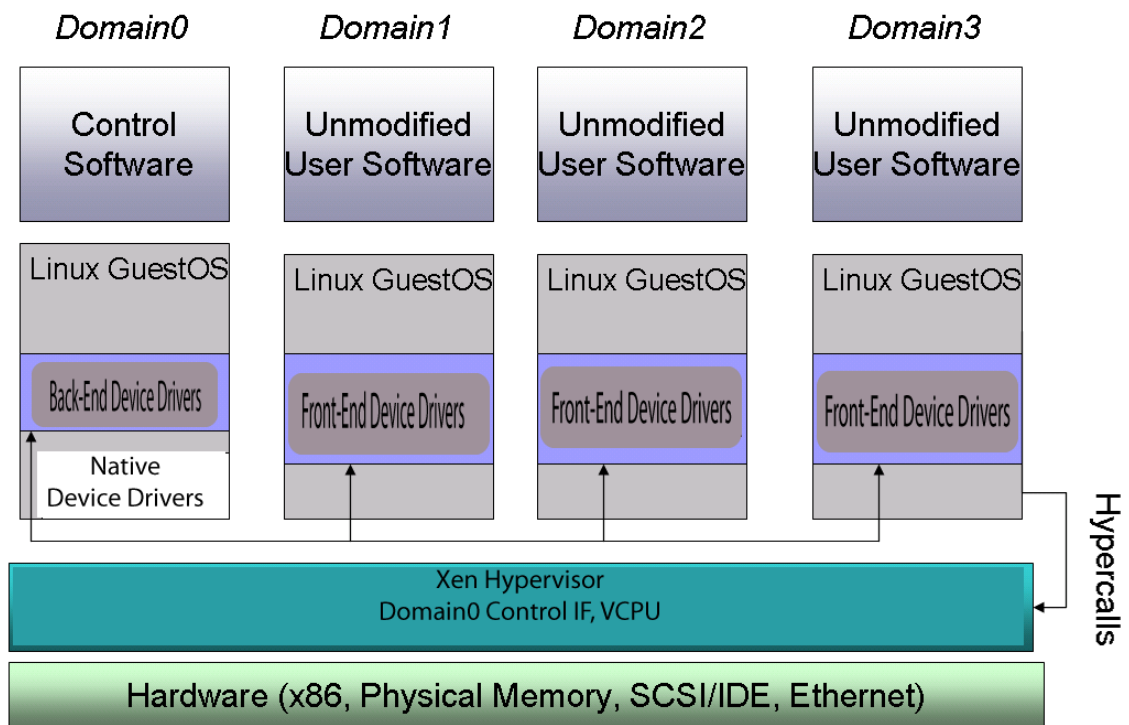 Domain0
Domain1
Domain2
Domain3
Control
Software
Unmodified
User Software
Unmodified
User Software
Unmodified
User Software
Linux GuestOS
Linux GuestOS
Linux GuestOS
Linux GuestOS
Back-End Device Drivers
Front-End Device Drivers
Front-End Device Drivers
Front-End Device Drivers
Native
Device Drivers
Hypercalls
Xen Hypervisor
Domain0 Control IF, VCPU
Hardware (x86, Physical Memory, SCSI/IDE, Ethernet)